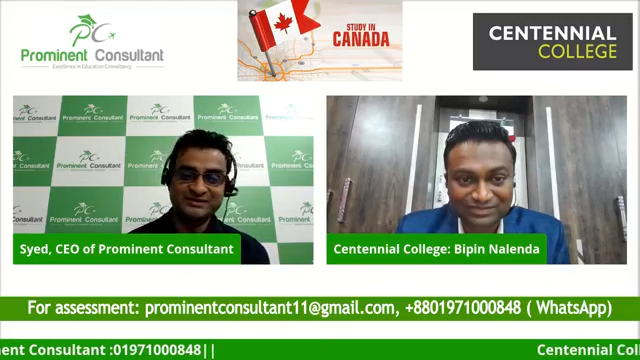 Prominent Consultant
Excellence in Education Consultancy
STUDY IN
CANADA
CENTENNIAL
COLLEGE
Syed, CEO of Prominent Consultant
Centennial College: Bipin Nalenda
For assessment: prominentconsultant11@gmail.com, +8801971000848 ( WhatsApp)
nent Consultant :01971000848||
Centennial Col